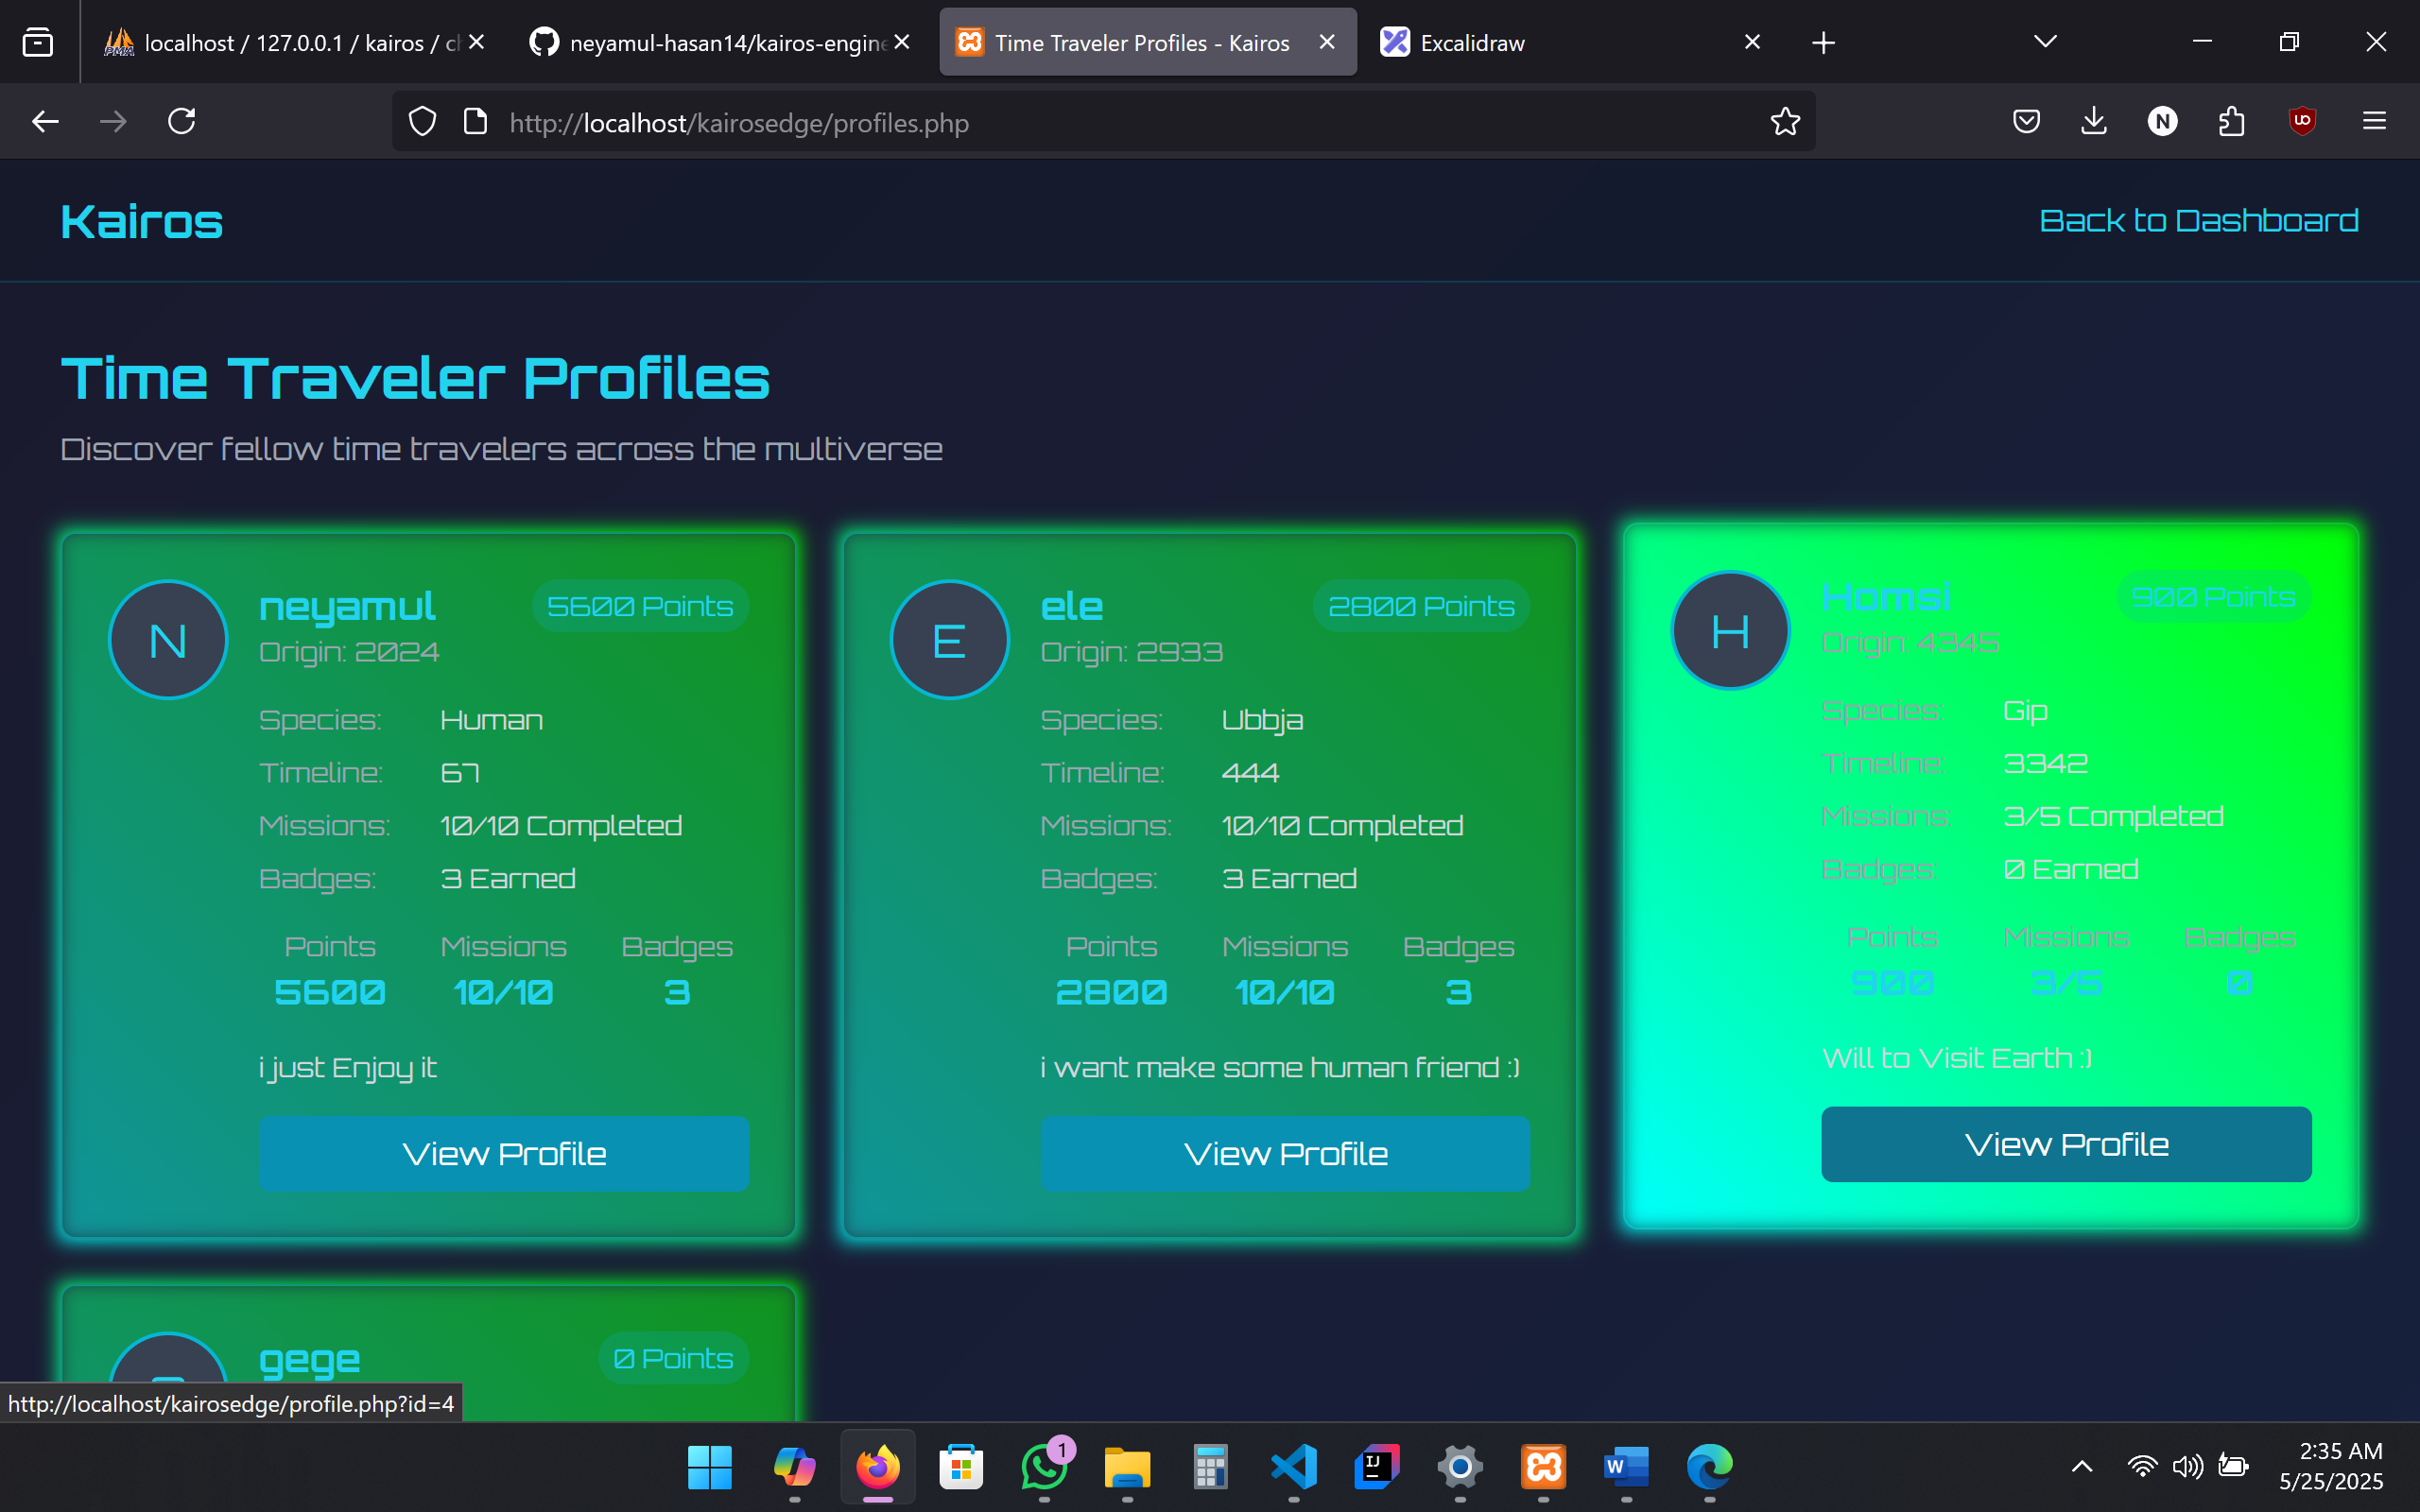 localhost / 127.0.0.1 / kairos / cl
neyamul-hasan14/kairos-engine
Time Traveler Profiles - Kairos
Excalidraw
http://localhost/kairosedge/profiles.php
N
Kairos
Back to Dashboard
Time Traveler Profiles
Discover fellow time travelers across the multiverse
N
neyamul
5600 Points
Origin: 2024
Species: Human
Timeline: 67
Missions: 10/10 Completed
Badges: 3 Earned
Points Missions Badges
5600 10/10 3
i just Enjoy it
View Profile
E
ele
2800 Points
Origin: 2933
Species: Ubbja
Timeline: 444
Missions: 10/10 Completed
Badges: 3 Earned
Points Missions Badges
2800 10/10 3
i want make some human friend :)
View Profile
H
Homsi
900 Points
Origin: 4345
Species: Gip
Timeline: 3342
Missions: 3/5 Completed
Badges: 0 Earned
Points Missions Badges
900 3/5 0
Will to Visit Earth :)
View Profile
gege
0 Points
http://localhost/kairosedge/profile.php?id=4
1
2:35 AM
5/25/2025